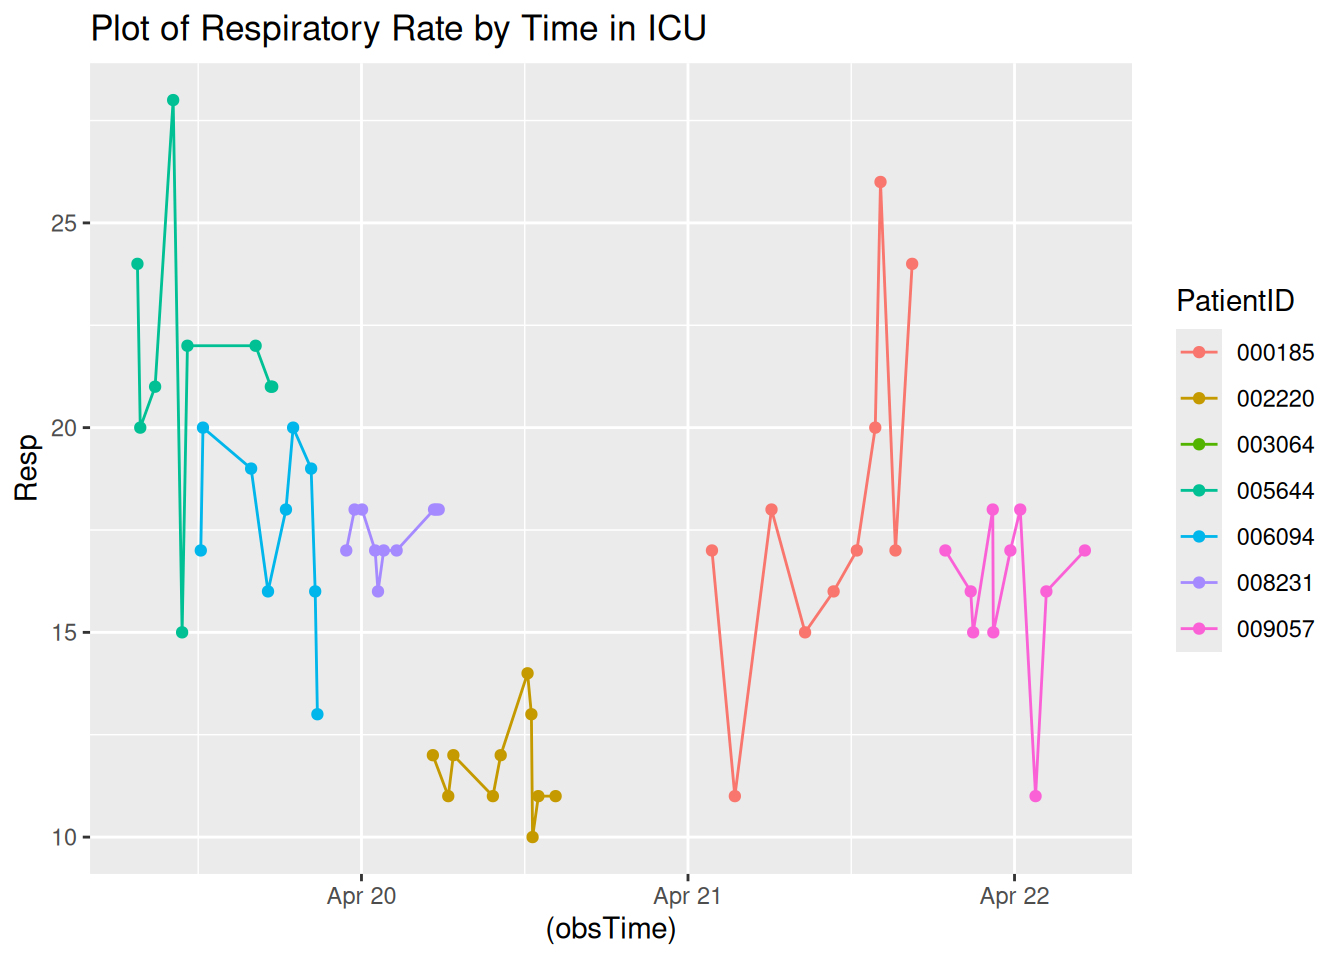 Plot of Respiratory Rate by Time in ICU
25
20
15
10
Resp
Apr 20
Apr 21
Apr 22
(obsTime)
PatientID
000185
002220
003064
005644
006094
008231
009057